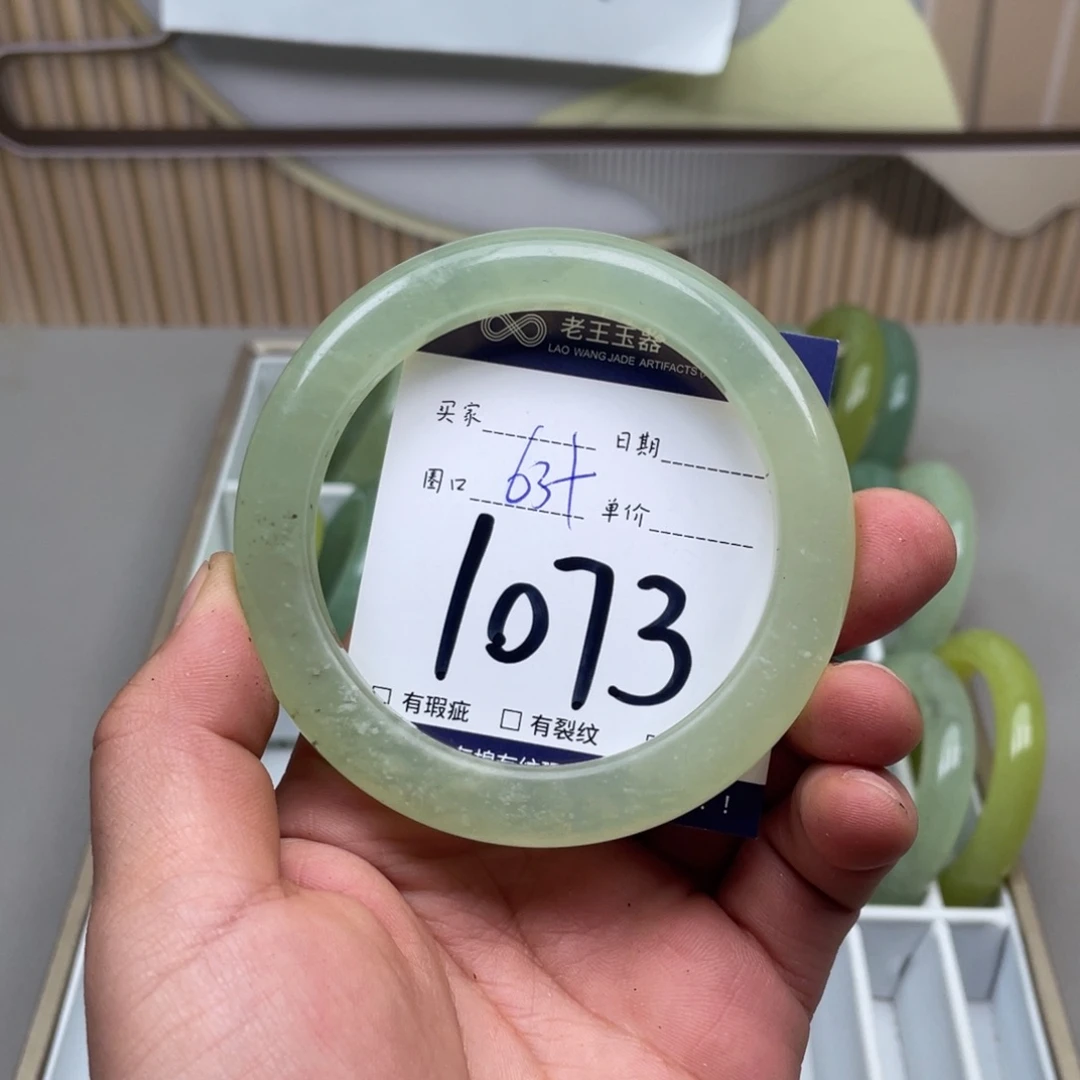 老王玉器
LAO WANG JADE ARTIFACTS
买家 日期
圈口 63+ 单价
1073
□ 有瑕疵 □ 有裂纹
！